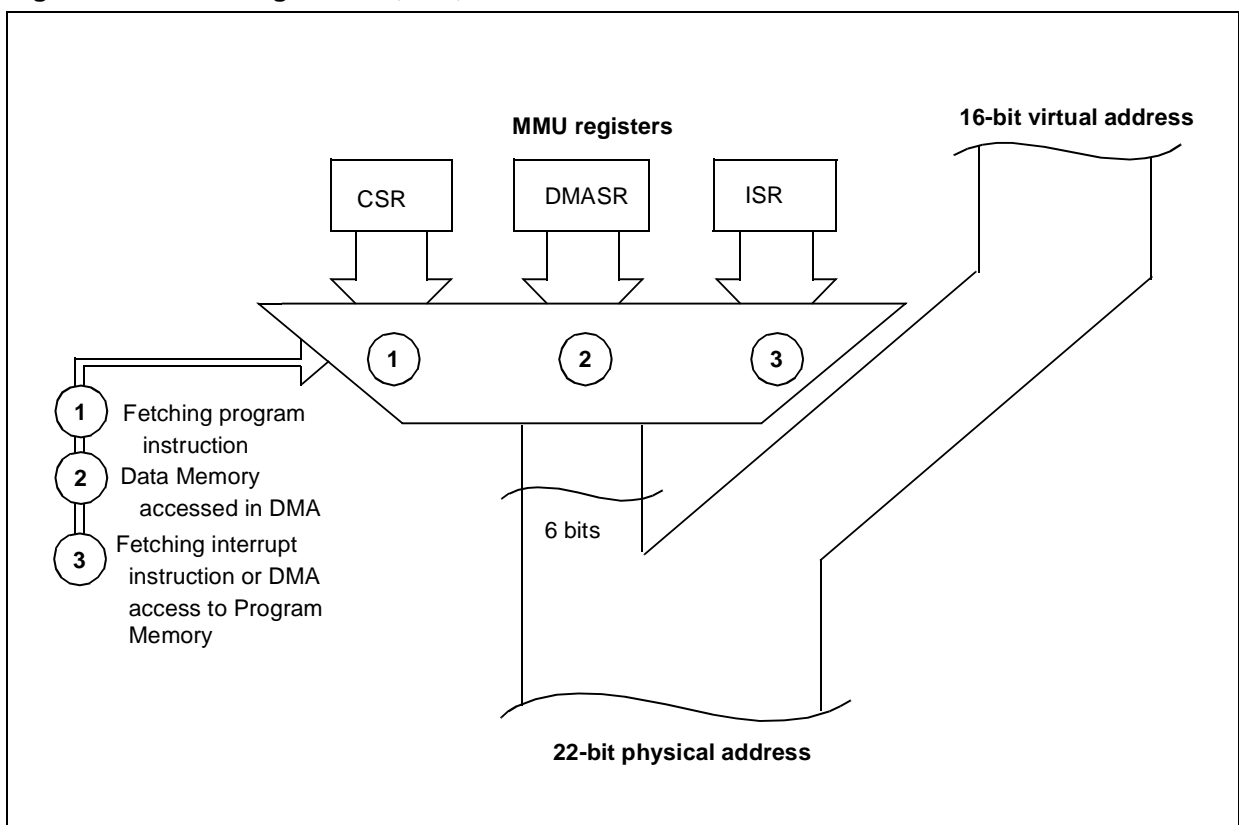 MMU registers
16-bit virtual address
CSR
DMASR
ISR
1
2
3
1
Fetching program
instruction
2
Data Memory
accessed in DMA
3
Fetching interrupt
instruction or DMA
access to Program
Memory
6 bits
22-bit physical address